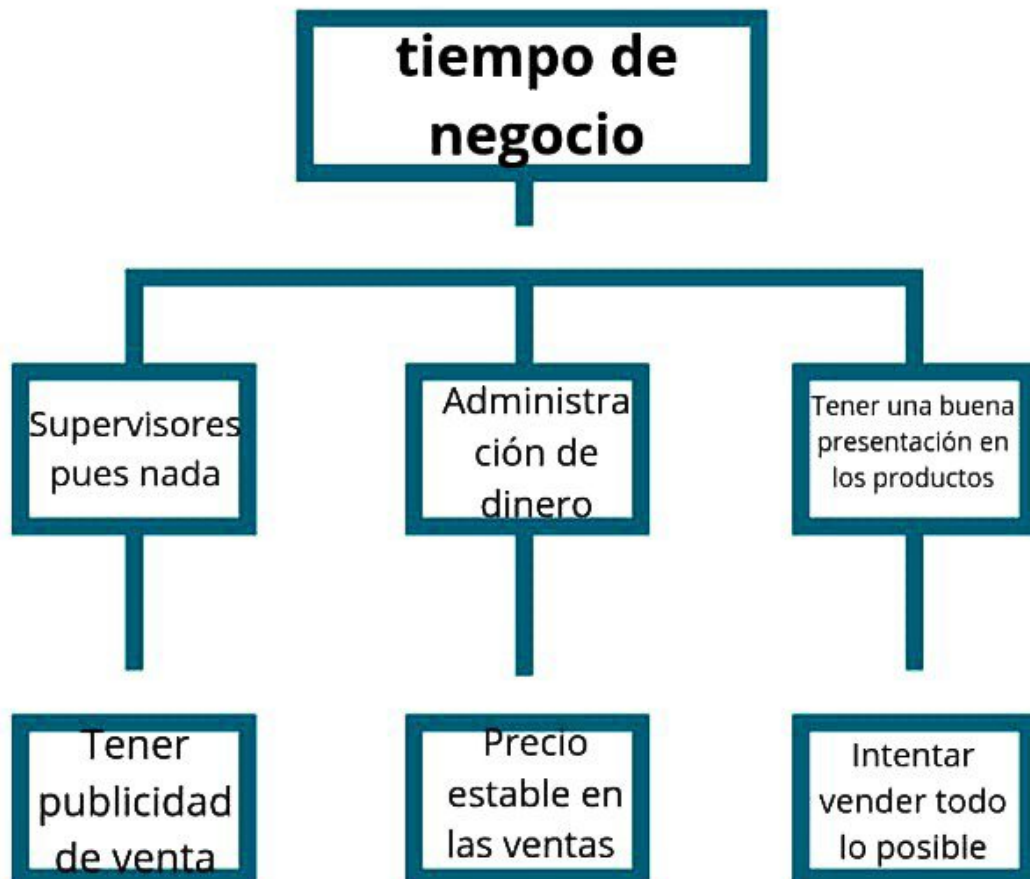 tiempo de
negocio
Supervisores
pues nada
Administra
ción de
dinero
Tener una buena
presentación en
los productos
Tener
publicidad
de venta
Precio
estable en
las ventas
Intentar
vender todo
lo posible